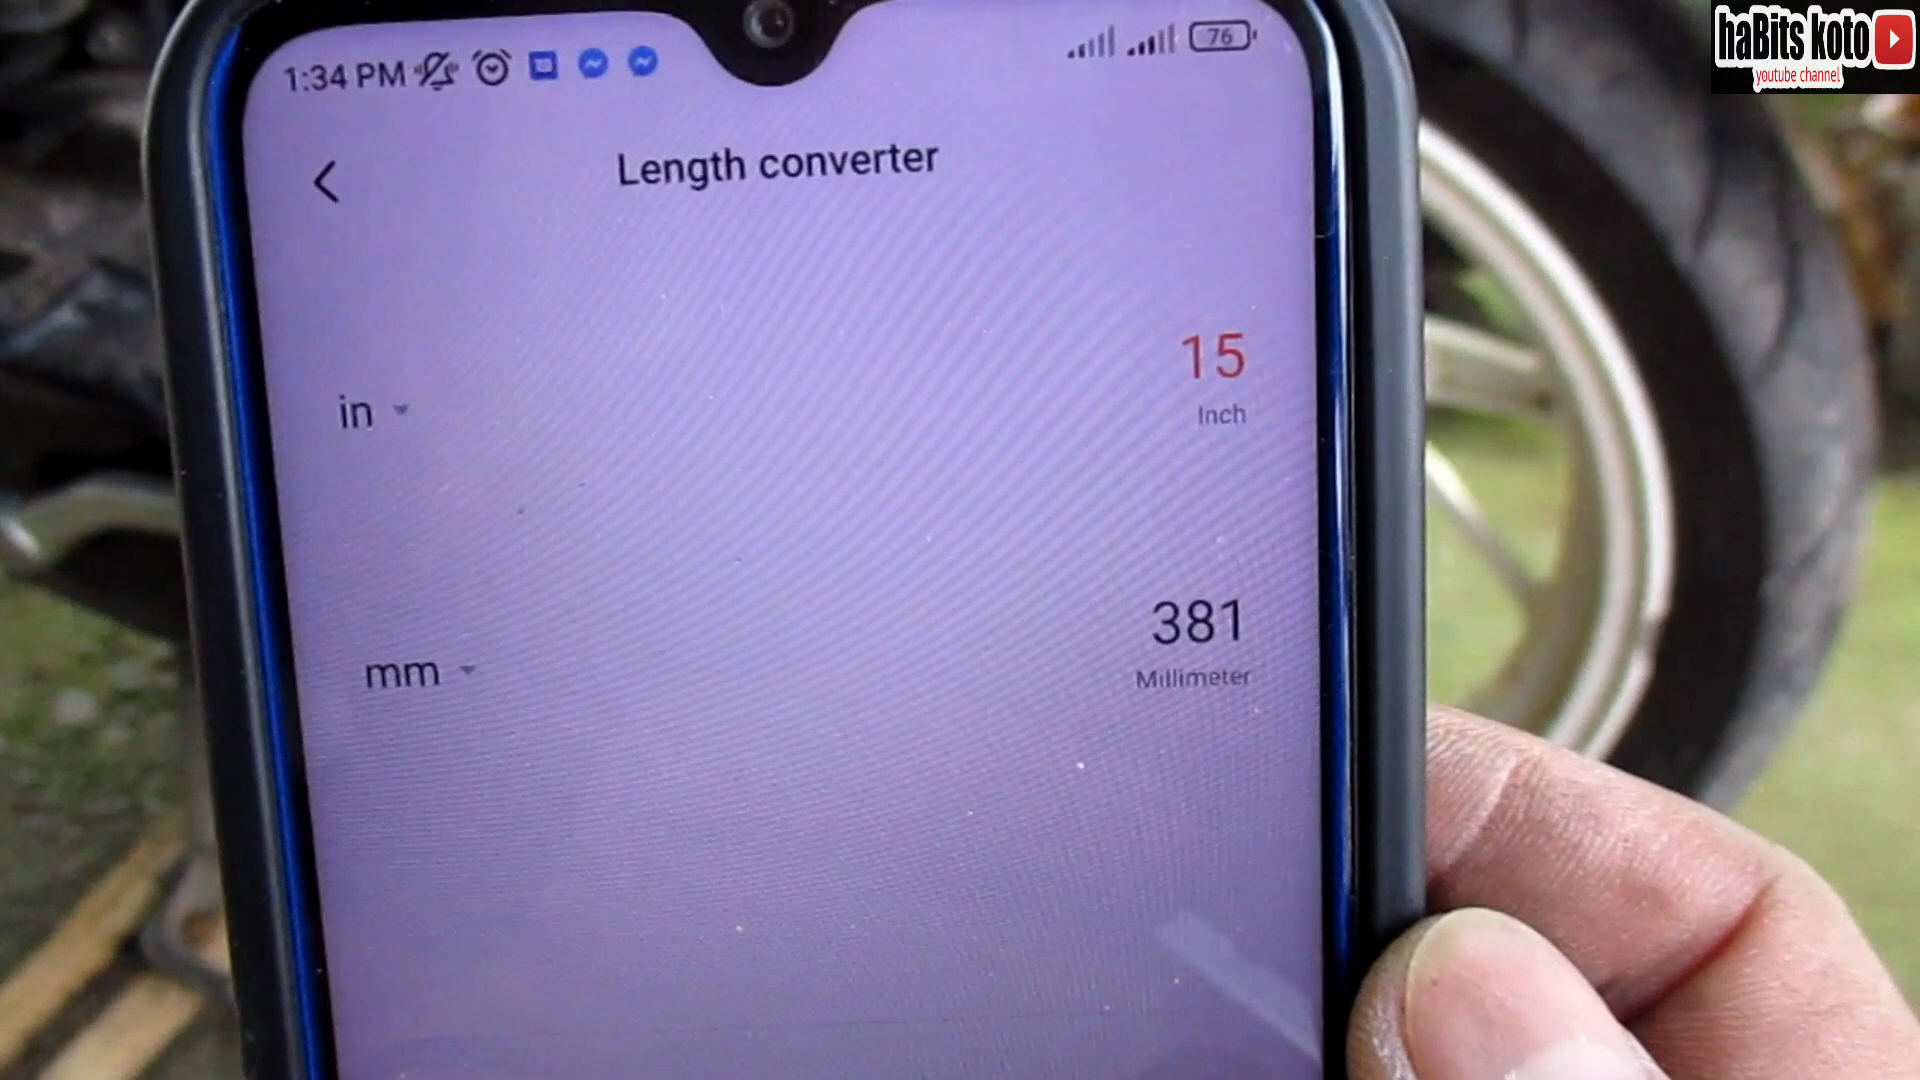 haBits koto
youtube channel
1:34 PM
76
Length converter
15
in
Inch
381
mm
Millimeter